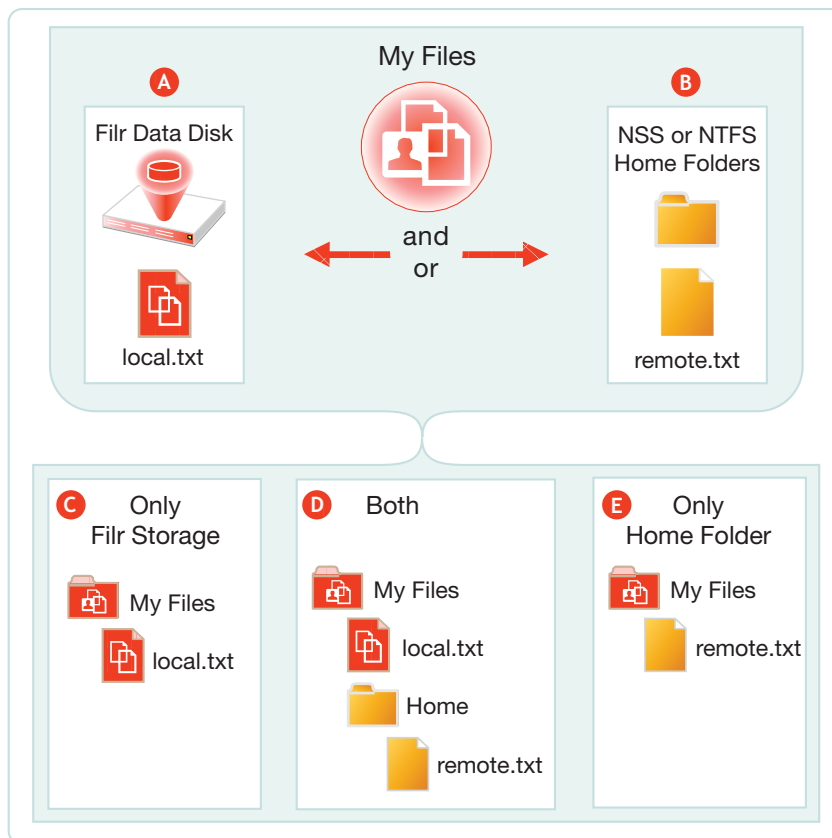 My Files
A
Filr Data Disk
local.txt
and
or
B
NSS or NTFS
Home Folders
remote.txt
C
Only
Filr Storage
My Files
local.txt
D
Both
My Files
local.txt
Home
remote.txt
E
Only
Home Folder
My Files
remote.txt